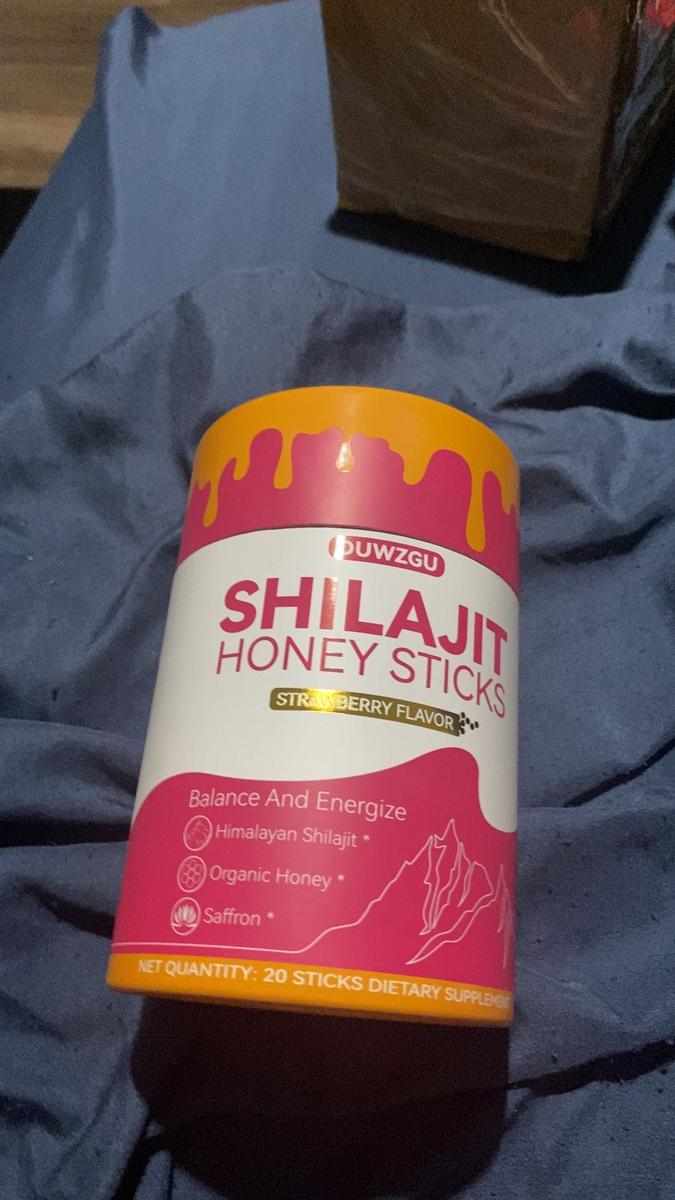 OUWZGU
SHILAJIT
HONEY STICKS
STRAWBERRY FLAVOR
Balance And Energize
Himalayan Shilajit *
Organic Honey *
Saffron *
NET QUANTITY: 20 STICKS DIETARY SUPPLEMENT